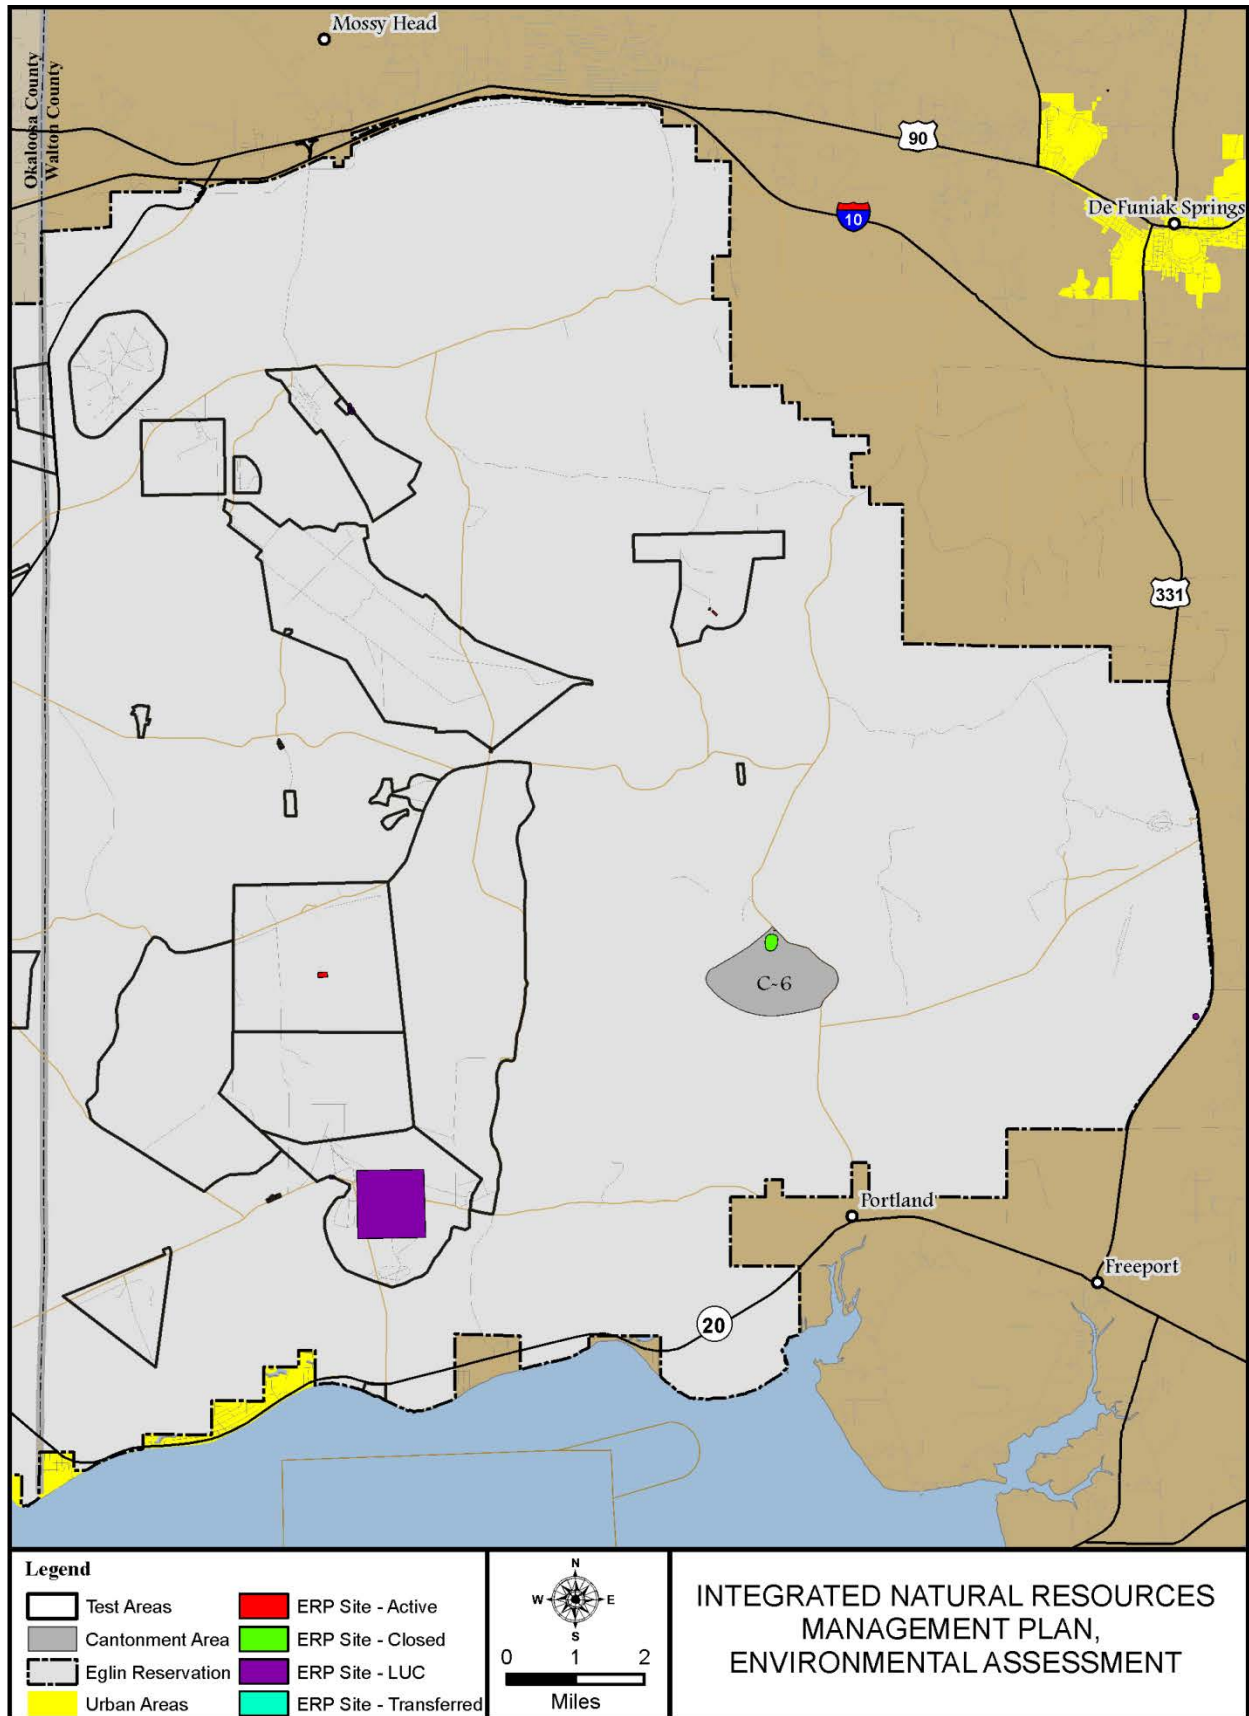 Mossy Head
Okaloosa County
Walton County
90
De Funiak Springs
10
331
C-6
Portland
Freeport
20
Legend
Test Areas
Cantonment Area
Eglin Reservation
Urban Areas
ERP Site - Active
ERP Site - Closed
ERP Site - LUC
ERP Site - Transferred
N
W
E
S
0 1 2
Miles
INTEGRATED NATURAL RESOURCES
MANAGEMENT PLAN,
ENVIRONMENTAL ASSESSMENT